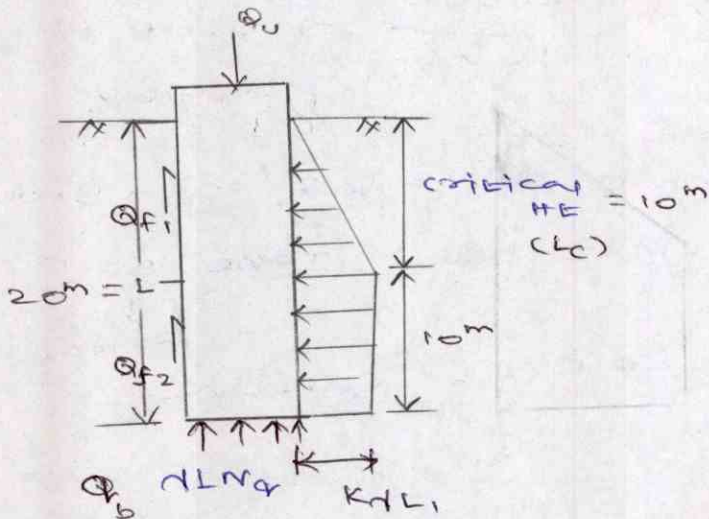 Qu
Qf1
critical
HE = 10m
(Lc)
20m = L
Qf2
10m
Qb
γLNq
KγL1